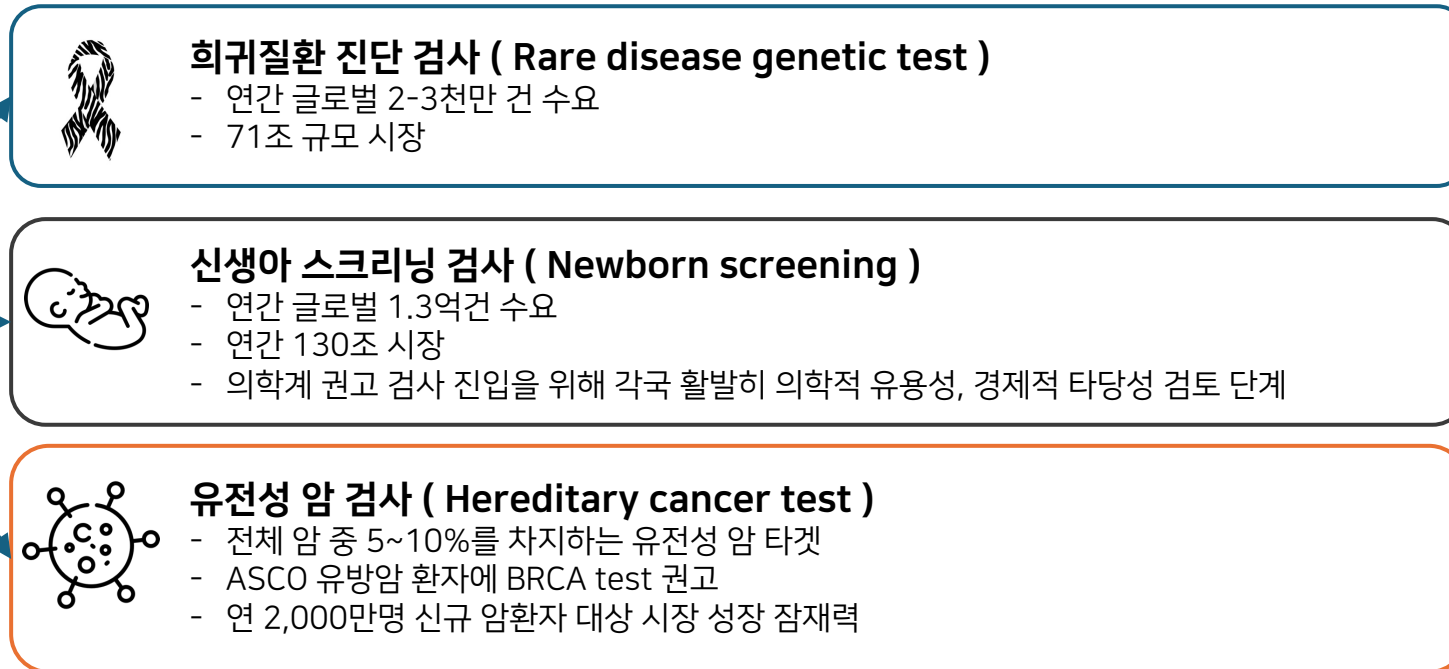 희귀질환 진단 검사 ( Rare disease genetic test )
- 연간 글로벌 2-3천만 건 수요
- 71조 규모 시장
신생아 스크리닝 검사 ( Newborn screening )
- 연간 글로벌 1.3억건 수요
- 연간 130조 시장
- 의학계 권고 검사 진입을 위해 각국 활발히 의학적 유용성, 경제적 타당성 검토 단계
유전성 암 검사 ( Hereditary cancer test )
- 전체 암 중 5~10%를 차지하는 유전성 암 타겟
- ASCO 유방암 환자에 BRCA test 권고
- 연 2,000만명 신규 암환자 대상 시장 성장 잠재력